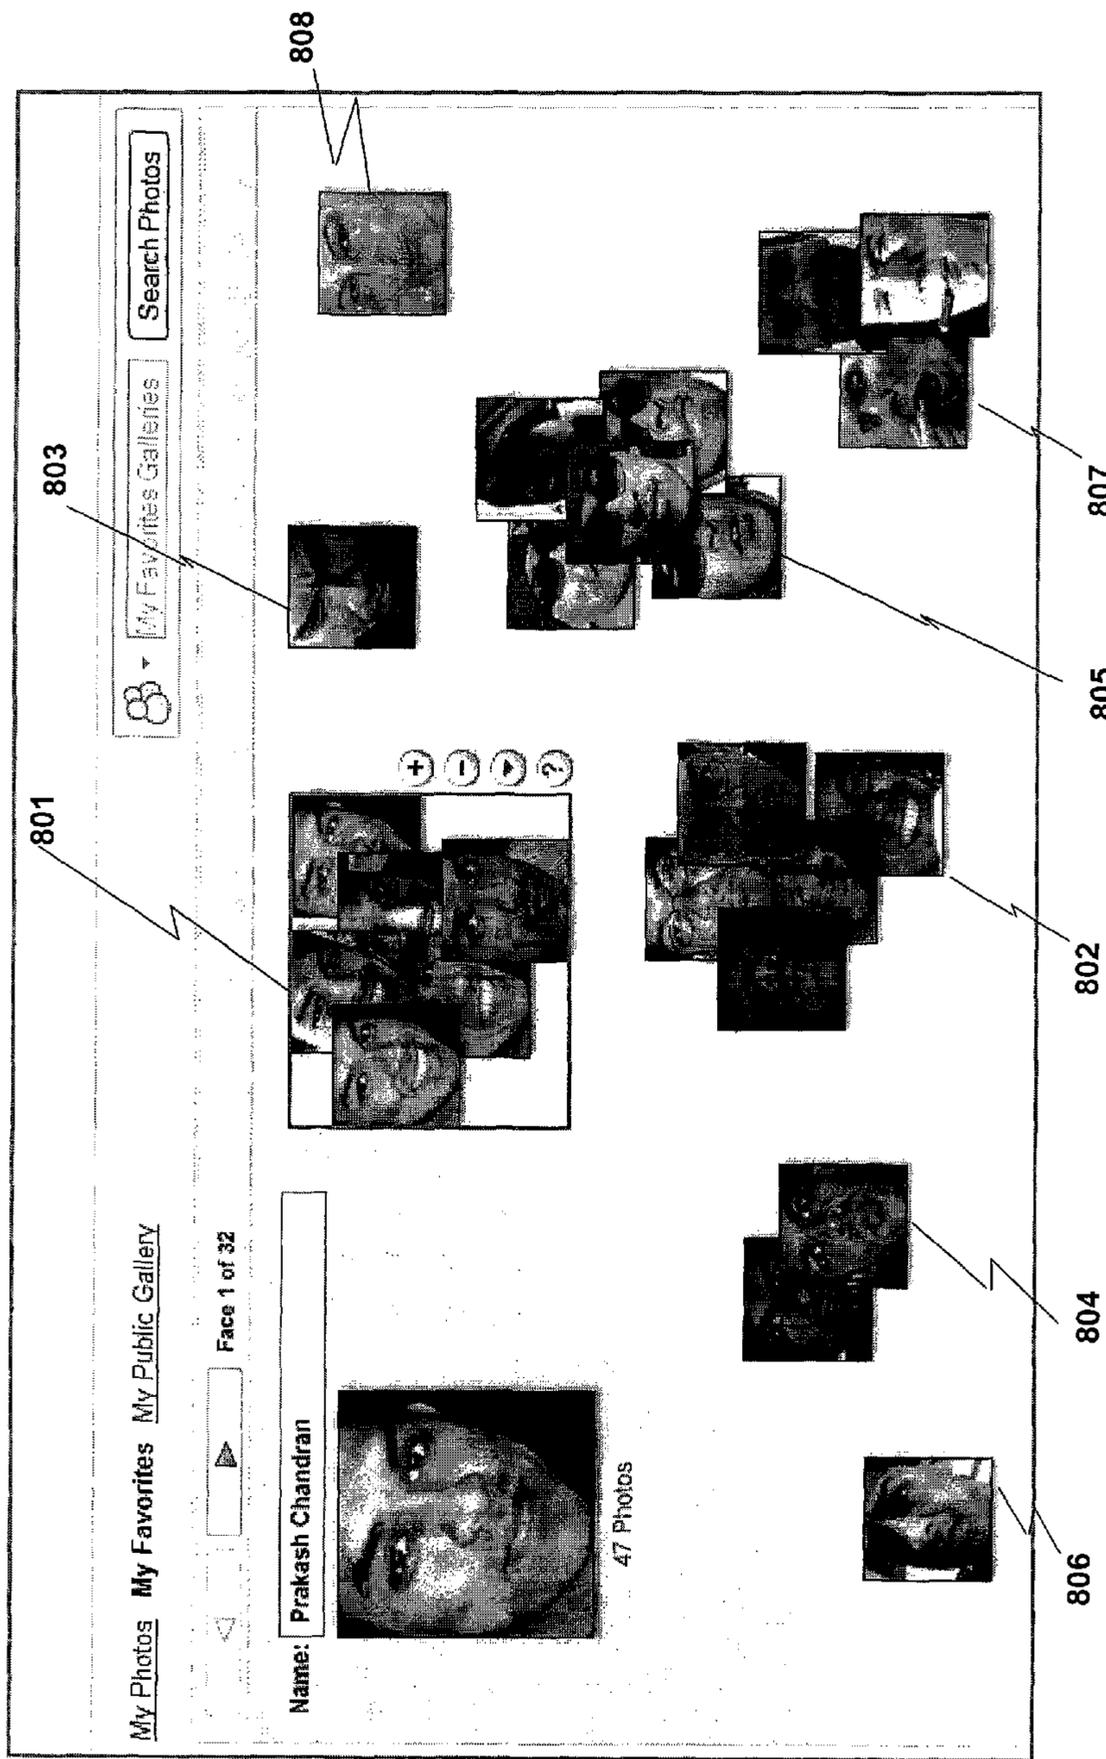 My Photos My Favorites My Public Gallery
My Favorites Galleries
Search Photos
Face 1 of 32
Name: Prakash Chandran
47 Photos
+
-
?
801
803
808
806
804
802
805
807